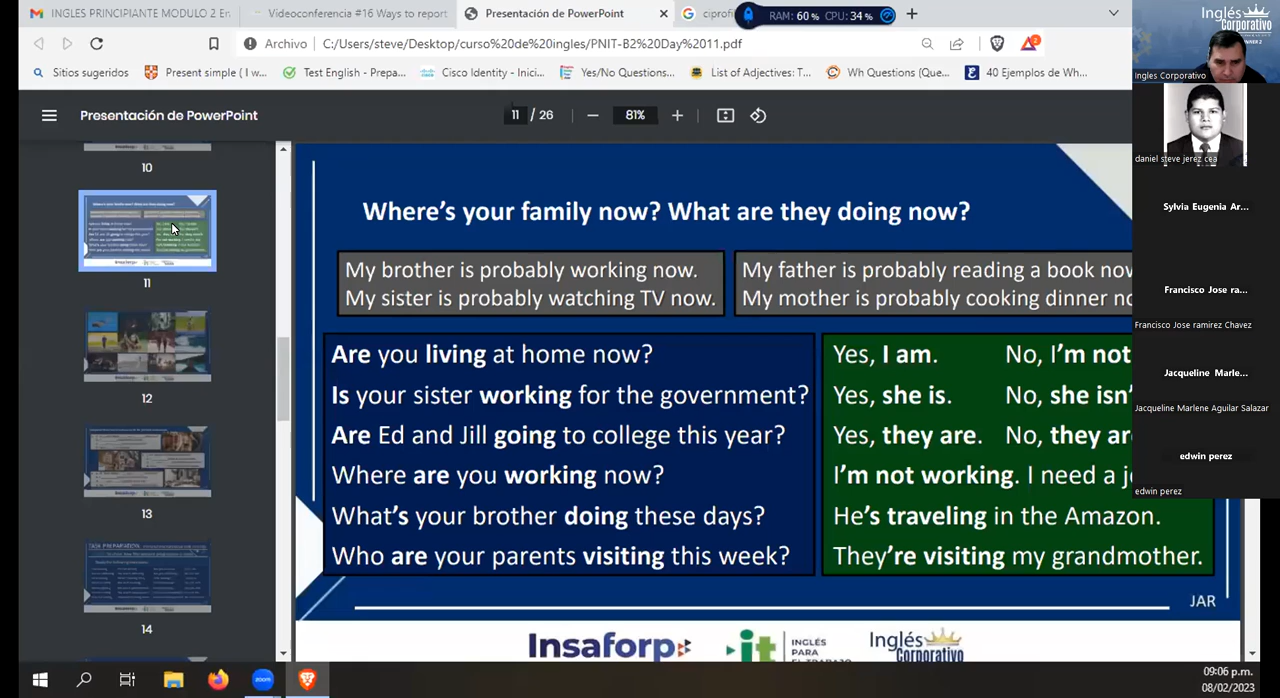 INGLES PRINCIPIANTE MODULO 2 En
Videoconferencia #16 Ways to report
Presentación de PowerPoint
ciprofl
RAM: 60 % CPU: 34 %
Archivo
C:/Users/steve/Desktop/curso%20de%20ingles/PNIT-B2%20Day%2011.pdf
2
Sitios sugeridos
Present simple ( I w...
Test English - Prepa...
Cisco Identity - Inici...
Yes/No Questions...
List of Adjectives: T...
Wh Questions (Que...
40 Ejemplos de Wh...
Presentación de PowerPoint
11 / 26
81%
10
11
12
13
14
Where's your family now? What are they doing now?
My brother is probably working now.
My sister is probably watching TV now.
My father is probably reading a book now
My mother is probably cooking dinner no
Are you living at home now?
Is your sister working for the government?
Are Ed and Jill going to college this year?
Where are you working now?
What's your brother doing these days?
Who are your parents visiting this week?
Yes, I am. No, I'm not
Yes, she is. No, she isn'
Yes, they are. No, they ar
I'm not working. I need a j
He's traveling in the Amazon.
They're visiting my grandmother.
JAR
Insaforp
it
INGLÉS
PARA
EL TRABAJO
Inglés
Corporativo
Inglés
Corporativo
Ingles Corporativo
daniel steve jerez cea
Sylvia Eugenia Ar...
Francisco Jose ra...
Francisco Jose ramirez Chavez
Jacqueline Marle...
Jacqueline Marlene Aguilar Salazar
edwin perez
edwin perez
zoom
09:06 p.m.
08/02/2023